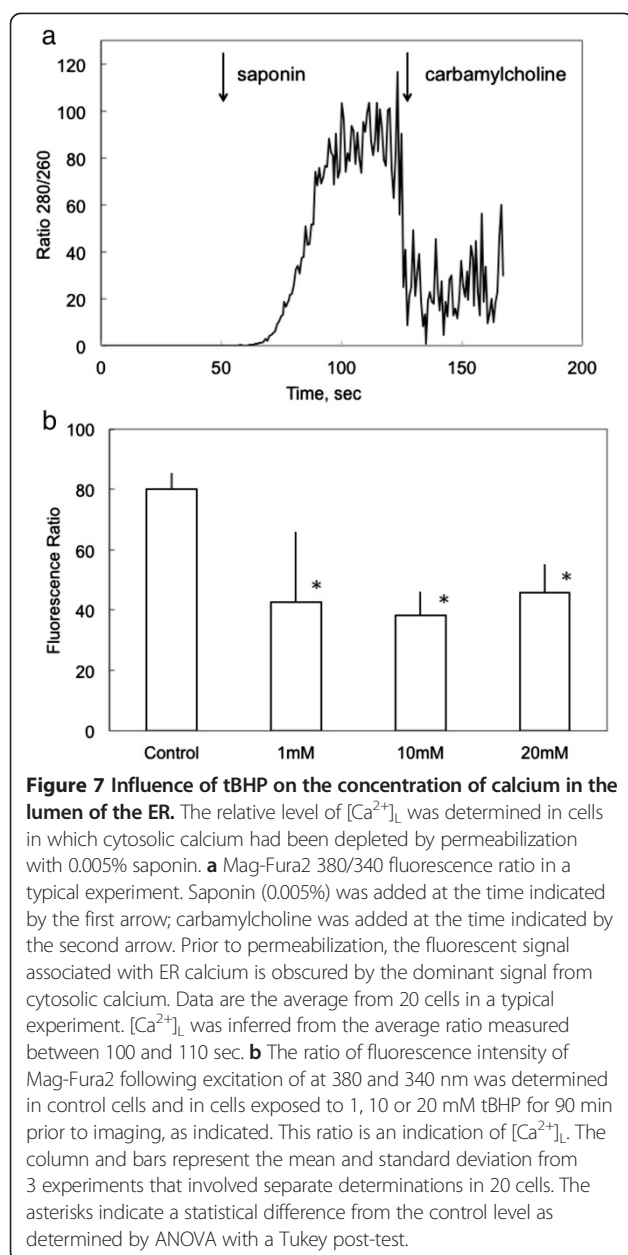 a
120
100
80
60
40
20
0
Ratio 280/260
saponin
carbamylcholine
0 50 100 150 200
Time, sec
b
100
80
60
40
20
0
Fluorescence Ratio
* * *
Control 1mM 10mM 20mM
Figure 7 Influence of tBHP on the concentration of calcium in the
lumen of the ER. The relative level of [Ca2+]L was determined in cells
in which cytosolic calcium had been depleted by permeabilization
with 0.005% saponin. a Mag-Fura2 380/340 fluorescence ratio in a
typical experiment. Saponin (0.005%) was added at the time indicated
by the first arrow; carbamylcholine was added at the time indicated by
the second arrow. Prior to permeabilization, the fluorescent signal
associated with ER calcium is obscured by the dominant signal from
cytosolic calcium. Data are the average from 20 cells in a typical
experiment. [Ca2+]L was inferred from the average ratio measured
between 100 and 110 sec. b The ratio of fluorescence intensity of
Mag-Fura2 following excitation of at 380 and 340 nm was determined
in control cells and in cells exposed to 1, 10 or 20 mM tBHP for 90 min
prior to imaging, as indicated. This ratio is an indication of [Ca2+]L. The
column and bars represent the mean and standard deviation from
3 experiments that involved separate determinations in 20 cells. The
asterisks indicate a statistical difference from the control level as
determined by ANOVA with a Tukey post-test.